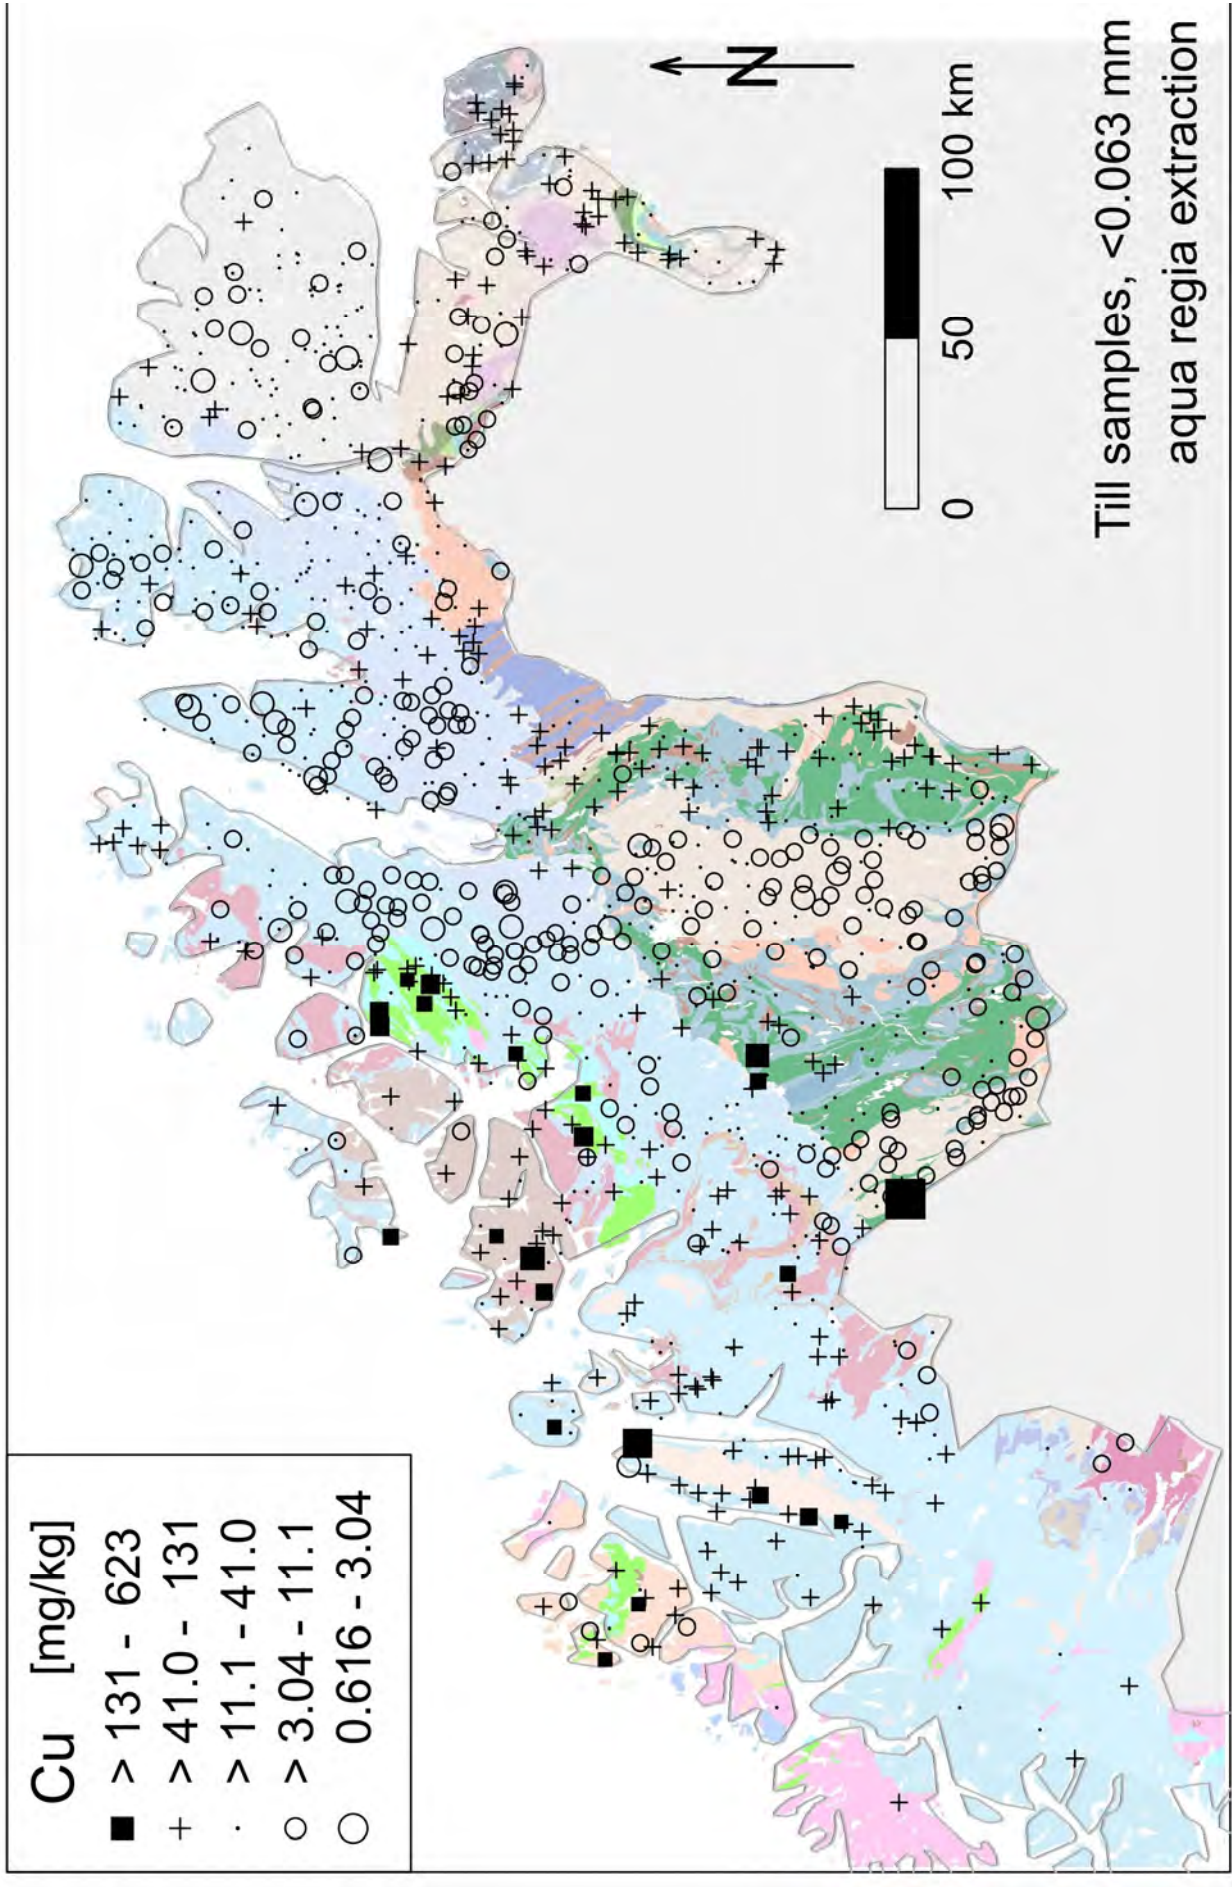 Cu [mg/kg]
> 131 - 623
> 41.0 - 131
> 11.1 - 41.0
> 3.04 - 11.1
0.616 - 3.04
N
0 50 100 km
Till samples, <0.063 mm
aqua regia extraction